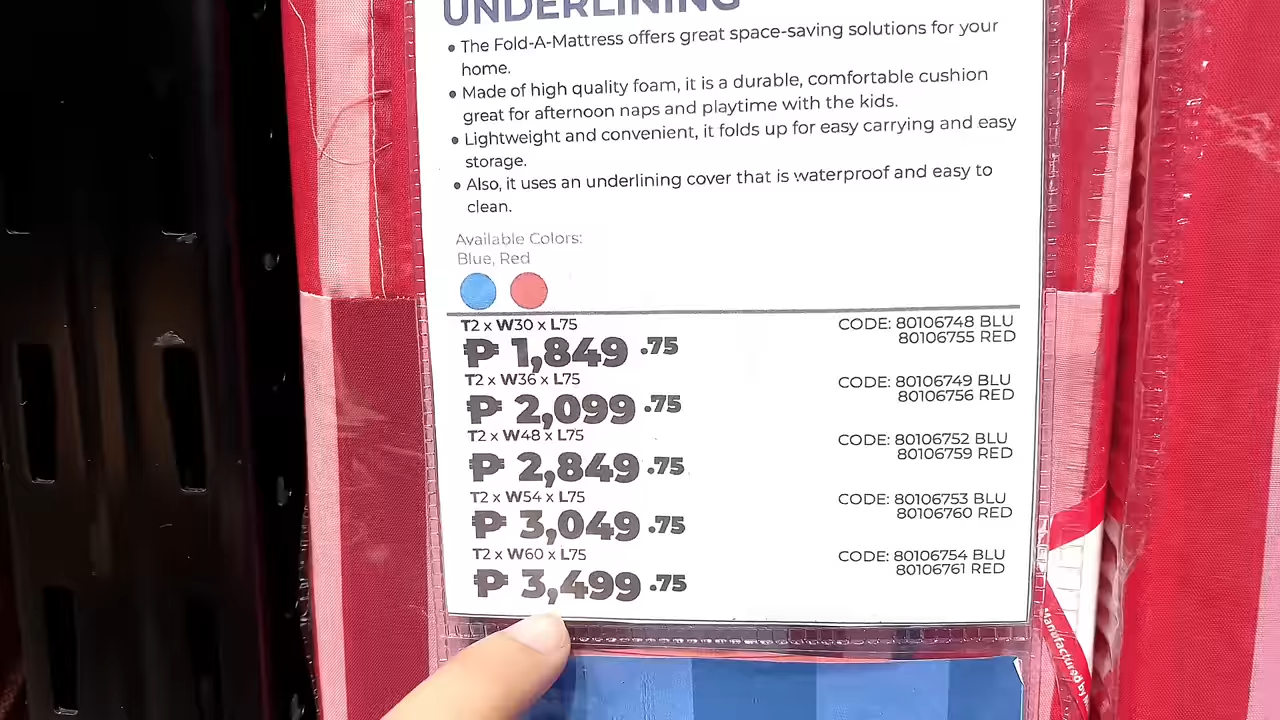 UNDERLINING
• The Fold-A-Mattress offers great space-saving solutions for your
home.
• Made of high quality foam, it is a durable, comfortable cushion
great for afternoon naps and playtime with the kids.
• Lightweight and convenient, it folds up for easy carrying and easy
storage.
• Also, it uses an underlining cover that is waterproof and easy to
clean.
Available Colors:
Blue, Red
T2 x W30 x L75
₱ 1,849.75
CODE: 80106748 BLU
80106755 RED
T2 x W36 x L75
₱ 2,099.75
CODE: 80106749 BLU
80106756 RED
T2 x W48 x L75
₱ 2,849.75
CODE: 80106752 BLU
80106759 RED
T2 x W54 x L75
₱ 3,049.75
CODE: 80106753 BLU
80106760 RED
T2 x W60 x L75
₱ 3,499.75
CODE: 80106754 BLU
80106761 RED
Manufactured by